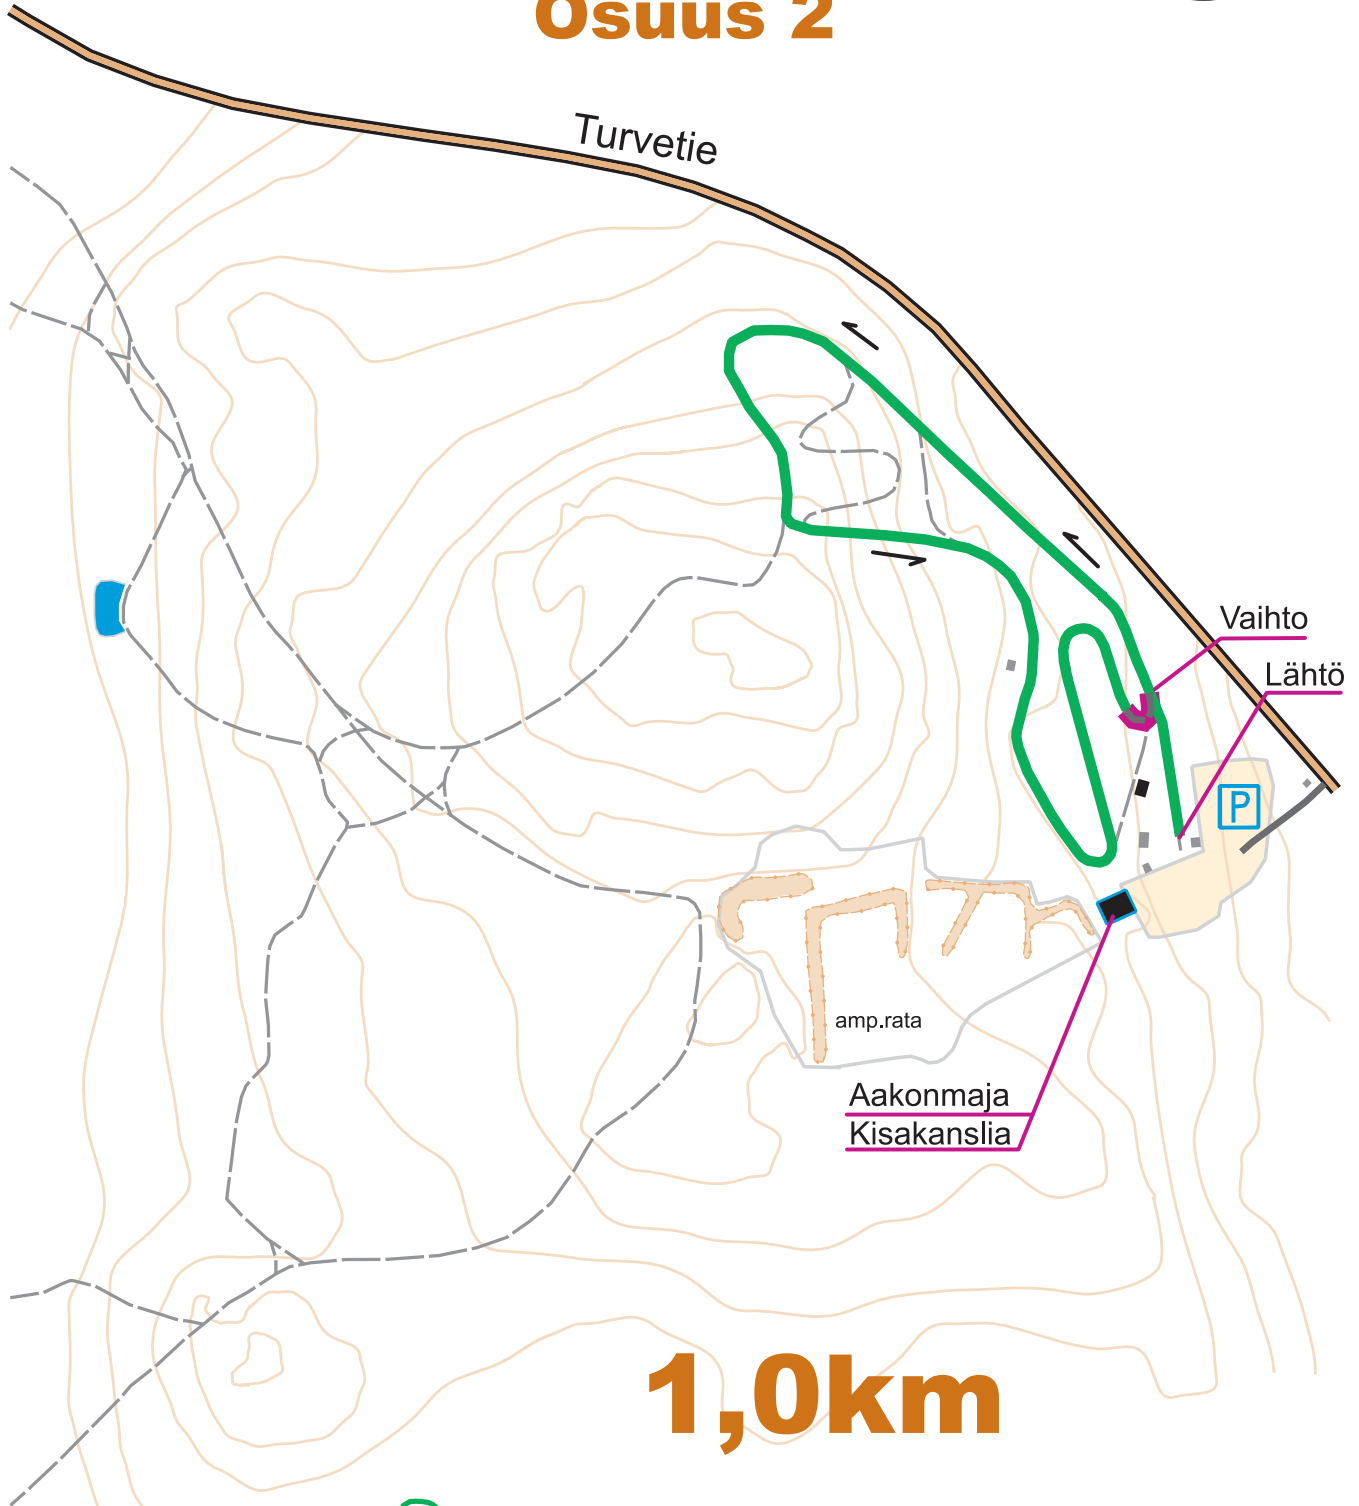 Osuus 2
Turvetie
Vaihto
Lähtö
P
amp.rata
Aakonmaja
Kisakanslia
1,0km